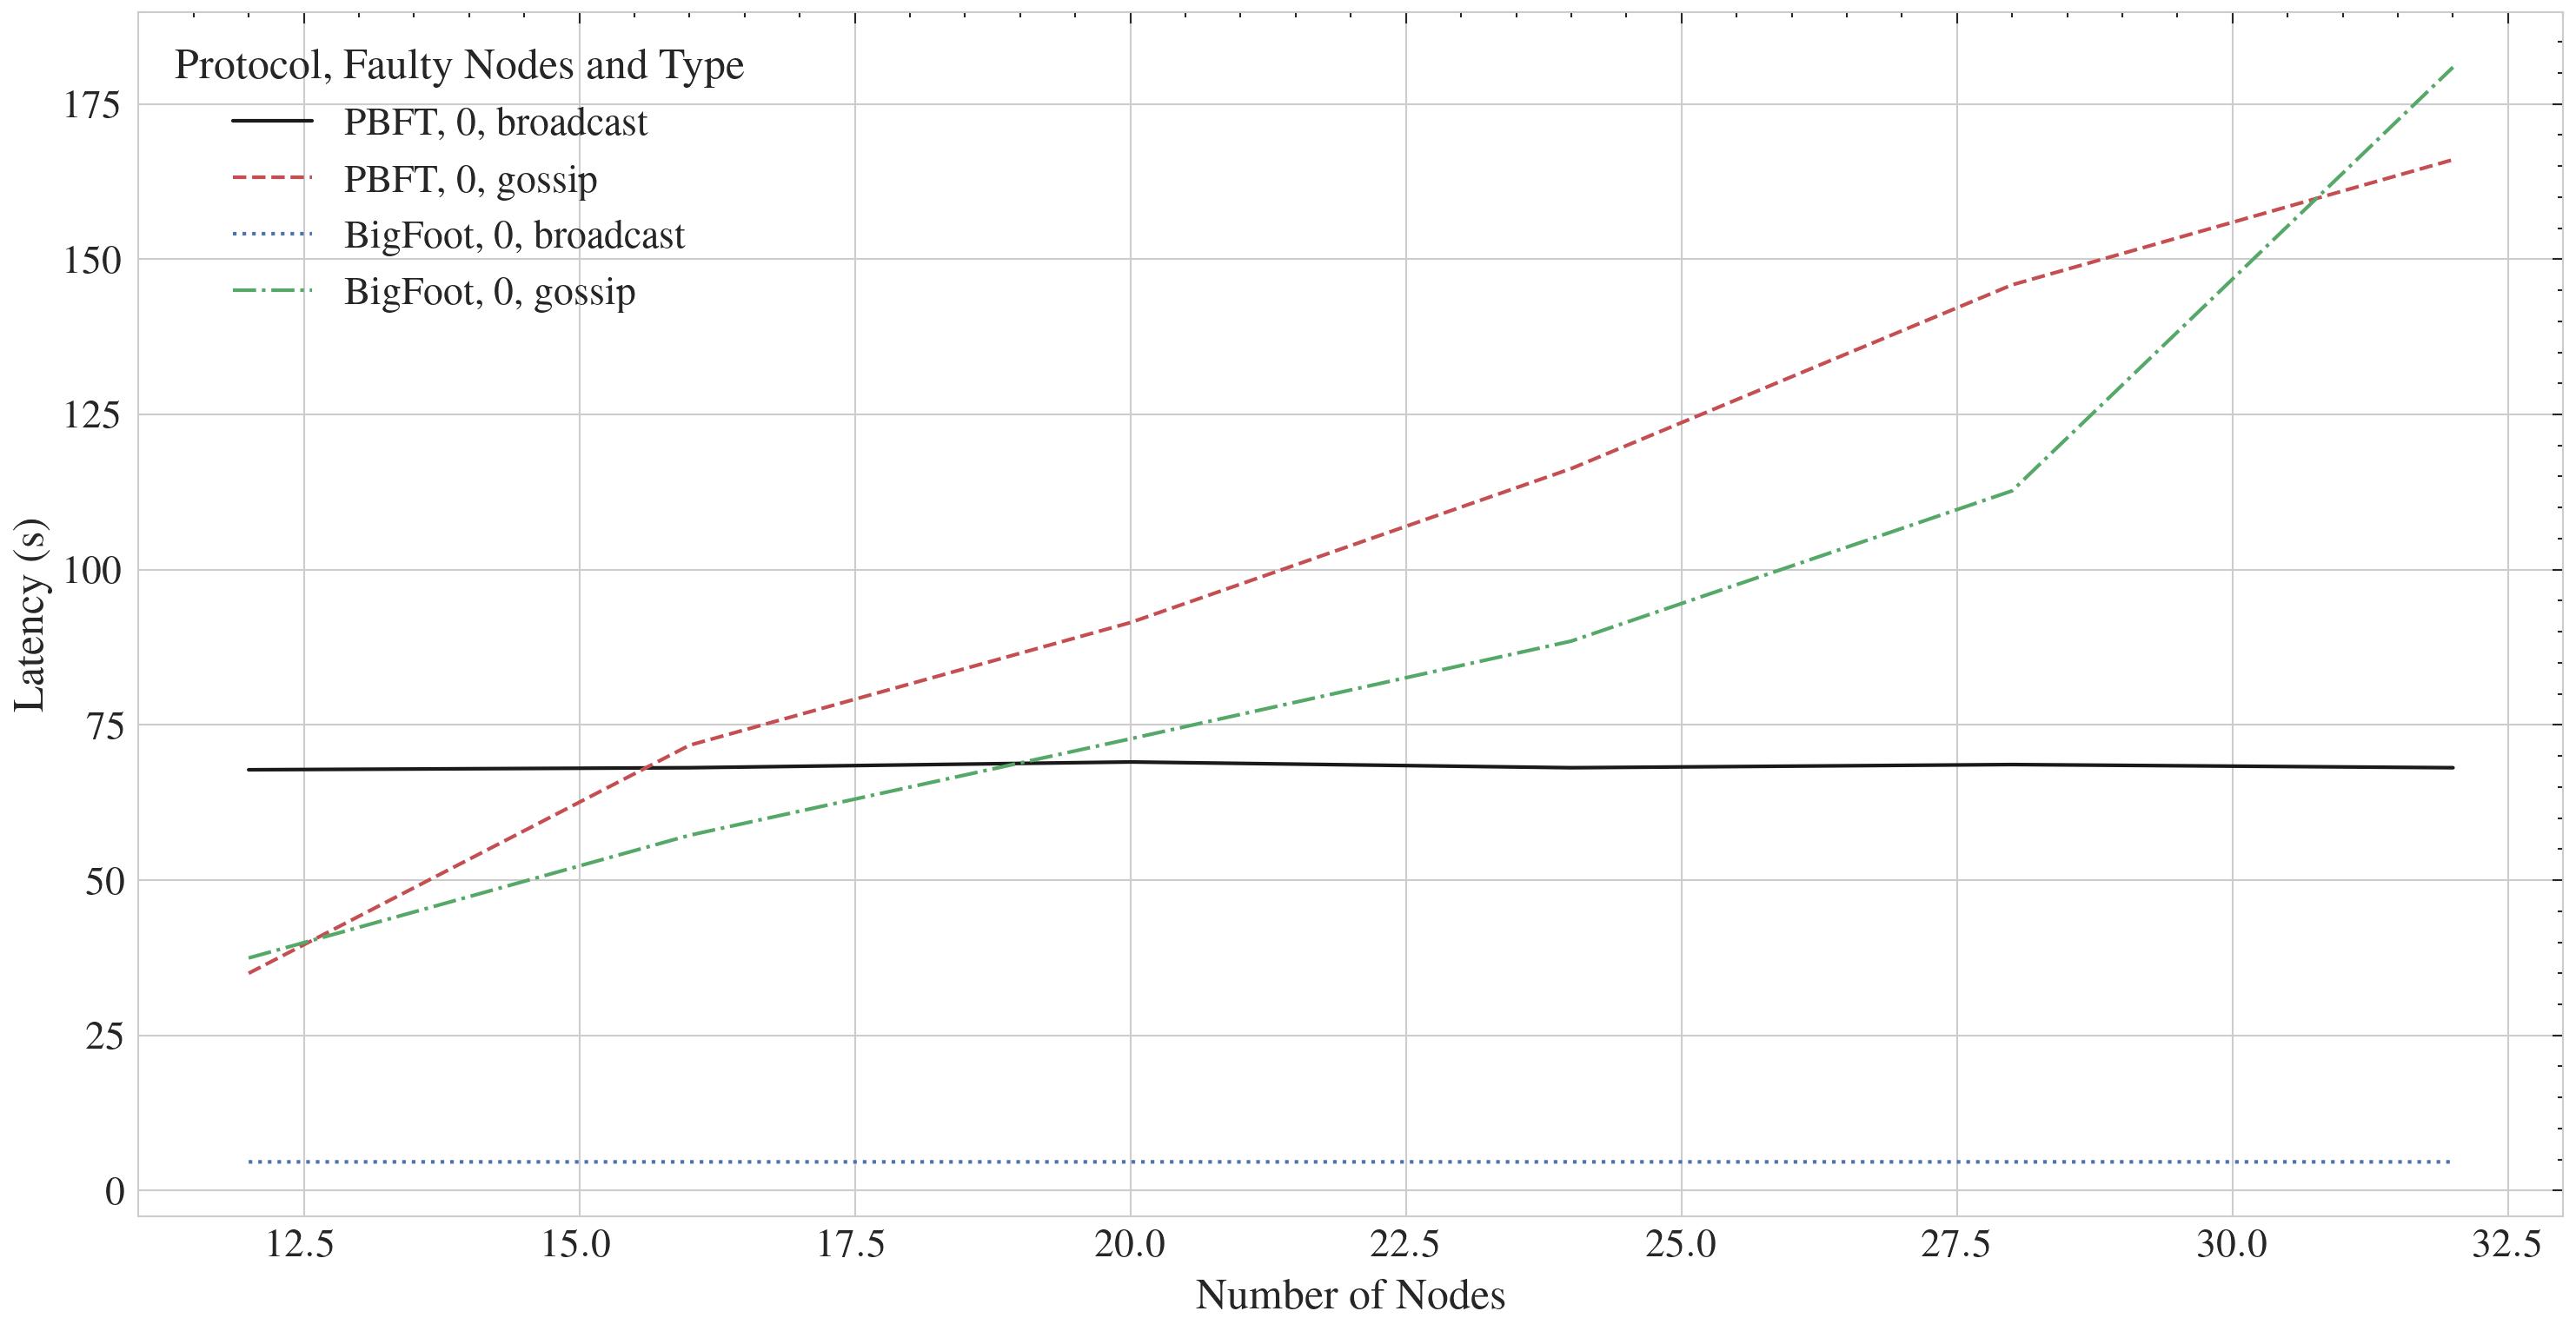 Protocol, Faulty Nodes and Type
PBFT, 0, broadcast
PBFT, 0, gossip
BigFoot, 0, broadcast
BigFoot, 0, gossip
175
150
125
100
75
50
25
0
Latency (s)
12.5 15.0 17.5 20.0 22.5 25.0 27.5 30.0 32.5
Number of Nodes